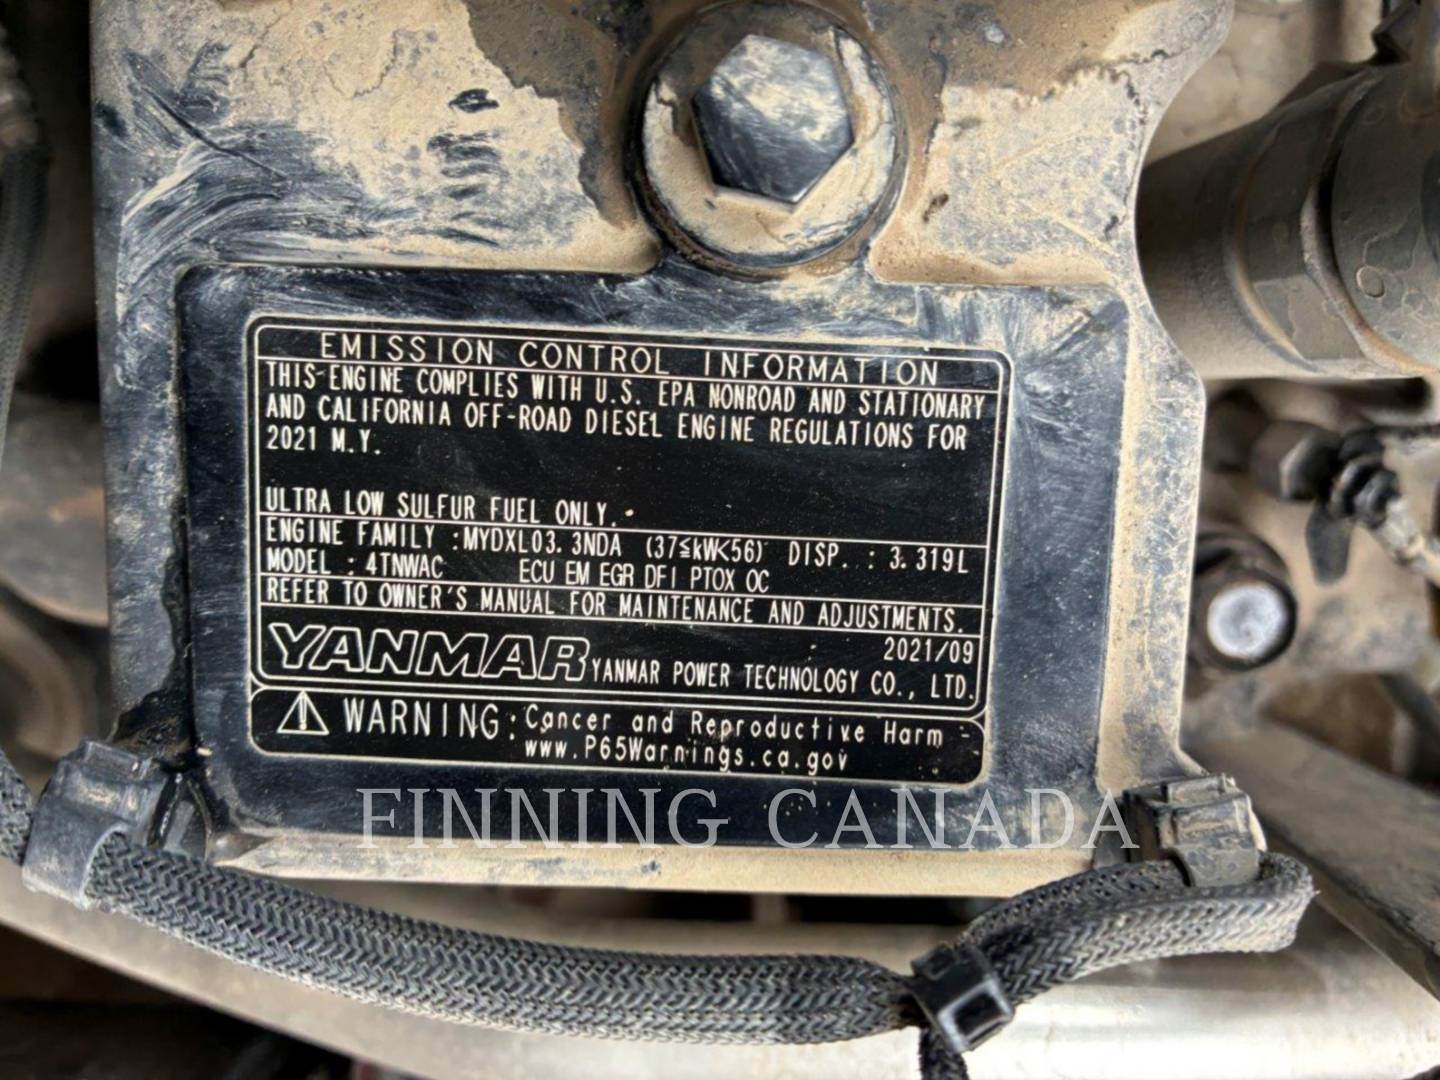 EMISSION CONTROL INFORMATION
THIS ENGINE COMPLIES WITH U.S. EPA NONROAD AND STATIONARY
AND CALIFORNIA OFF-ROAD DIESEL ENGINE REGULATIONS FOR
2021 M.Y.
ULTRA LOW SULFUR FUEL ONLY.
ENGINE FAMILY :MYDXL03.3NDA (37≦kW<56) DISP. : 3.319L
MODEL : 4TNWAC ECU EM EGR DFI PTOX OC
REFER TO OWNER'S MANUAL FOR MAINTENANCE AND ADJUSTMENTS.
2021/09
YANMAR YANMAR POWER TECHNOLOGY CO., LTD.
⚠ WARNING: Cancer and Reproductive Harm -
www.P65Warnings.ca.gov
FINNING CANADA